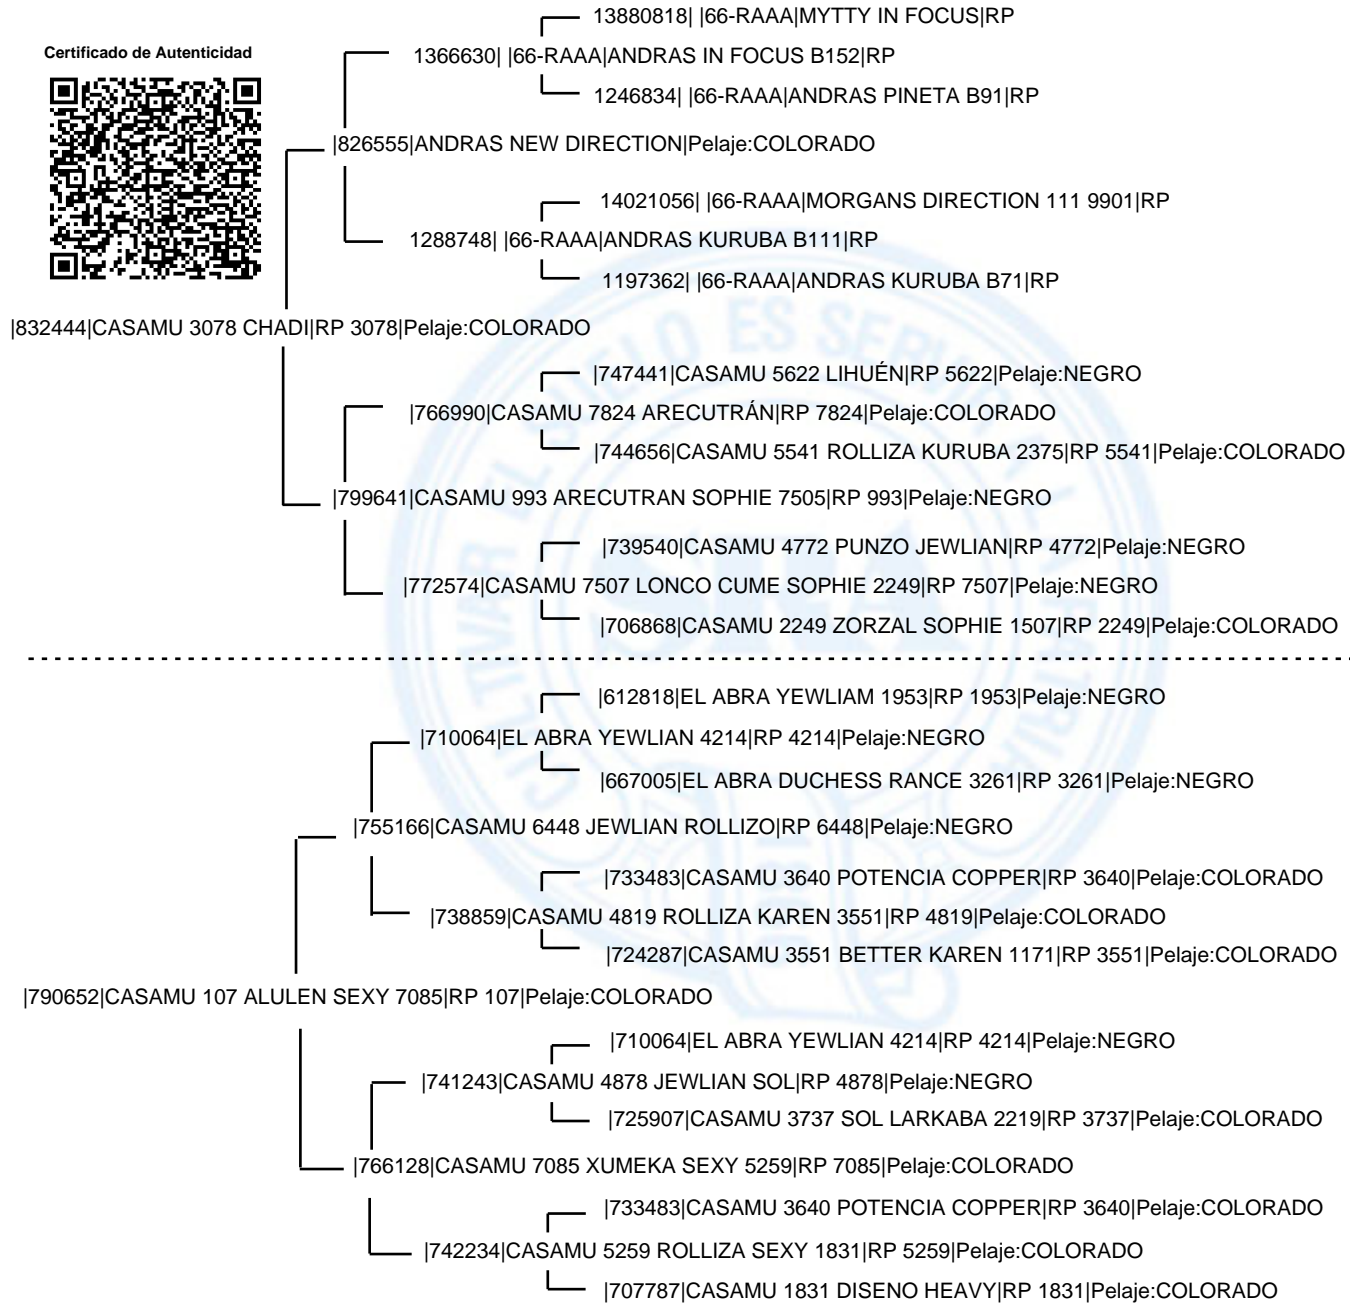 13880818| |66-RAAA|MYTTY IN FOCUS|RP
Certificado de Autenticidad
1366630| |66-RAAA|ANDRAS IN FOCUS B152|RP
1246834| |66-RAAA|ANDRAS PINETA B91|RP
|826555|ANDRAS NEW DIRECTION|Pelaje:COLORADO
14021056| |66-RAAA|MORGANS DIRECTION 111 9901|RP
1288748| |66-RAAA|ANDRAS KURUBA B111|RP
1197362| |66-RAAA|ANDRAS KURUBA B71|RP
|832444|CASAMU 3078 CHADI|RP 3078|Pelaje:COLORADO
|747441|CASAMU 5622 LIHUÉN|RP 5622|Pelaje:NEGRO
|766990|CASAMU 7824 ARECUTRÁN|RP 7824|Pelaje:COLORADO
|744656|CASAMU 5541 ROLLIZA KURUBA 2375|RP 5541|Pelaje:COLORADO
|799641|CASAMU 993 ARECUTRAN SOPHIE 7505|RP 993|Pelaje:NEGRO
|739540|CASAMU 4772 PUNZO JEWLIAN|RP 4772|Pelaje:NEGRO
|772574|CASAMU 7507 LONCO CUME SOPHIE 2249|RP 7507|Pelaje:NEGRO
|706868|CASAMU 2249 ZORZAL SOPHIE 1507|RP 2249|Pelaje:COLORADO
|612818|EL ABRA YEWLIAM 1953|RP 1953|Pelaje:NEGRO
|710064|EL ABRA YEWLIAN 4214|RP 4214|Pelaje:NEGRO
|667005|EL ABRA DUCHESS RANCE 3261|RP 3261|Pelaje:NEGRO
|755166|CASAMU 6448 JEWLIAN ROLLIZO|RP 6448|Pelaje:NEGRO
|733483|CASAMU 3640 POTENCIA COPPER|RP 3640|Pelaje:COLORADO
|738859|CASAMU 4819 ROLLIZA KAREN 3551|RP 4819|Pelaje:COLORADO
|724287|CASAMU 3551 BETTER KAREN 1171|RP 3551|Pelaje:COLORADO
|790652|CASAMU 107 ALULEN SEXY 7085|RP 107|Pelaje:COLORADO
|710064|EL ABRA YEWLIAN 4214|RP 4214|Pelaje:NEGRO
|741243|CASAMU 4878 JEWLIAN SOL|RP 4878|Pelaje:NEGRO
|725907|CASAMU 3737 SOL LARKABA 2219|RP 3737|Pelaje:COLORADO
|766128|CASAMU 7085 XUMEKA SEXY 5259|RP 7085|Pelaje:COLORADO
|733483|CASAMU 3640 POTENCIA COPPER|RP 3640|Pelaje:COLORADO
|742234|CASAMU 5259 ROLLIZA SEXY 1831|RP 5259|Pelaje:COLORADO
|707787|CASAMU 1831 DISENO HEAVY|RP 1831|Pelaje:COLORADO
CULTIVAR EL SUELO ES SERVIR A LA PATRIA